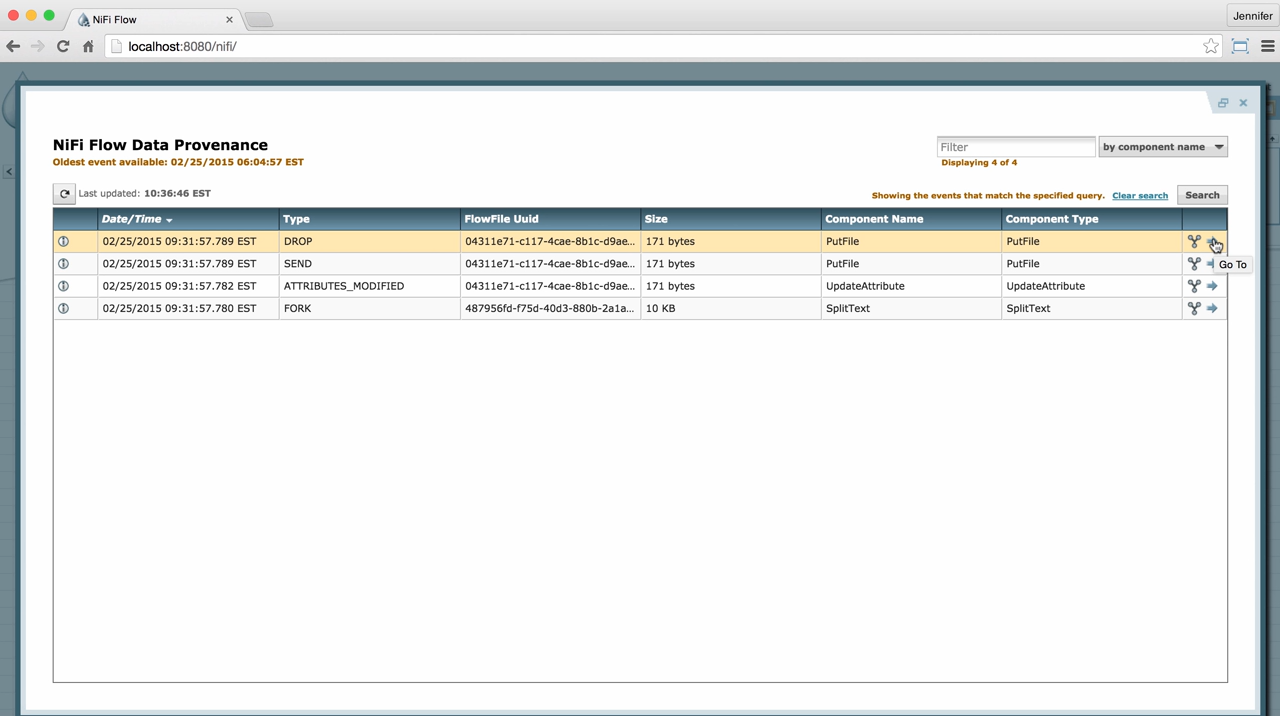 NiFi Flow
Jennifer
localhost:8080/nifi/
NiFi Flow Data Provenance
Oldest event available: 02/25/2015 06:04:57 EST
Filter
by component name
Displaying 4 of 4
Last updated: 10:36:46 EST
Showing the events that match the specified query. Clear search Search
Date/Time Type FlowFile Uuid Size Component Name Component Type
02/25/2015 09:31:57.789 EST DROP 04311e71-c117-4cae-8b1c-d9ae... 171 bytes PutFile PutFile
Go To
02/25/2015 09:31:57.789 EST SEND 04311e71-c117-4cae-8b1c-d9ae... 171 bytes PutFile PutFile
02/25/2015 09:31:57.782 EST ATTRIBUTES_MODIFIED 04311e71-c117-4cae-8b1c-d9ae... 171 bytes UpdateAttribute UpdateAttribute
02/25/2015 09:31:57.780 EST FORK 487956fd-f75d-40d3-880b-2a1a... 10 KB SplitText SplitText